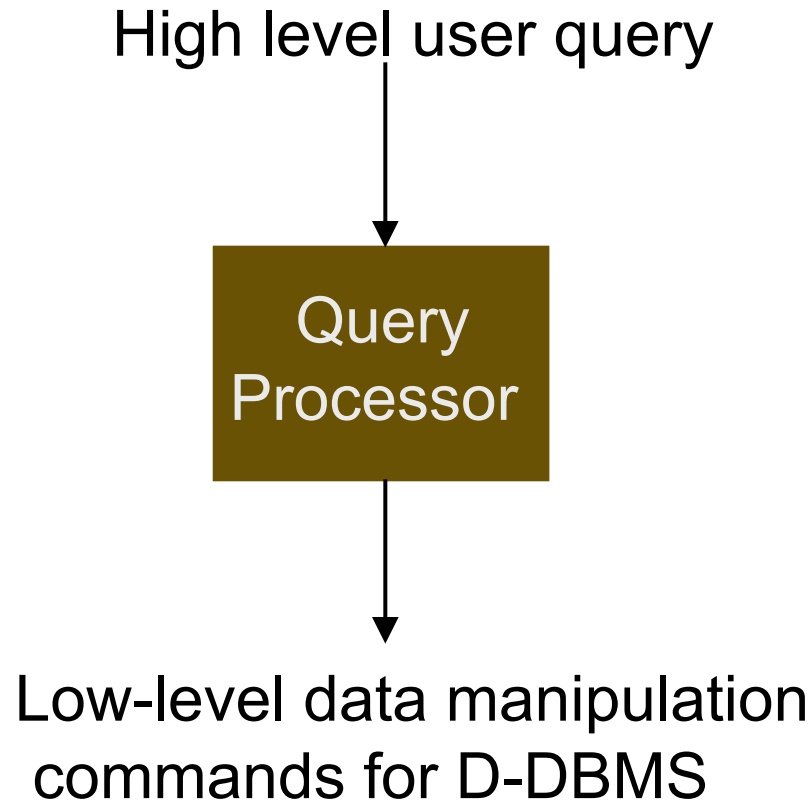 High level user query
Query
Processor
Low-level data manipulation
commands for D-DBMS